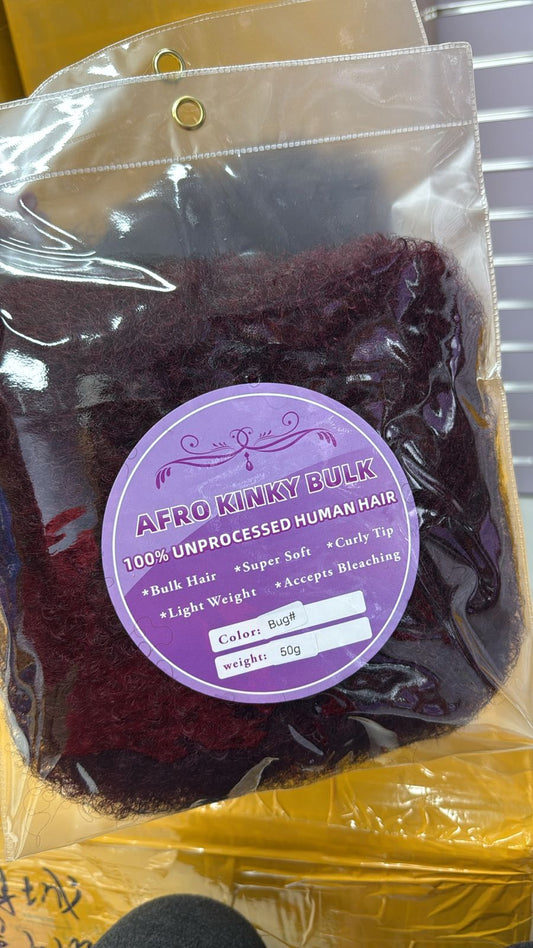 AFRO KINKY BULK
100% UNPROCESSED HUMAN HAIR
*Bulk Hair *Super Soft *Curly Tip
*Light Weight *Accepts Bleaching
Color: Bug#
weight: 50g